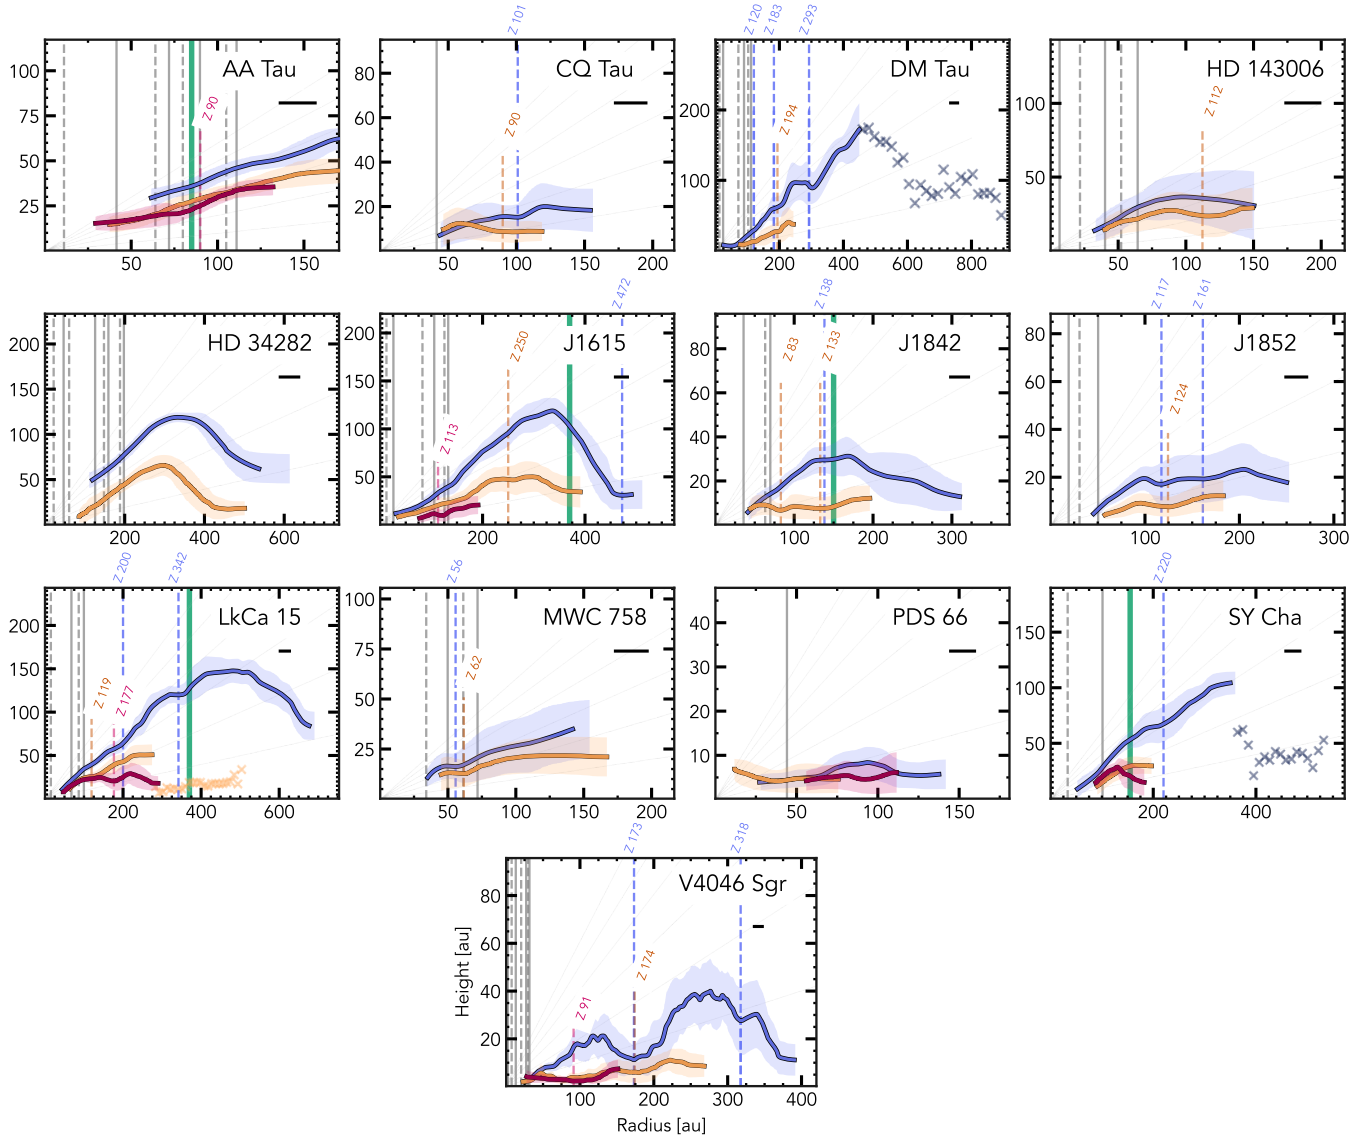 Z 101
Z 120 Z 183 Z 293
AA Tau
CQ Tau
DM Tau
HD 143006
Z 90
Z 90
Z 194
Z 112
100
75
50
25
50 100 150
80
60
40
20
50 100 150 200
200
100
200 400 600 800
100
50
50 100 150 200
Z 472
Z 138
Z 117 Z 161
HD 34282
J1615
J1842
J1852
Z 250
Z 113
Z 83
Z 133
Z 124
200
150
100
50
200 400 600
200
150
100
50
200 400 600
80
60
40
20
100 200 300
80
60
40
20
100 200 300
Z 200 Z 342
Z 56
Z 220
LkCa 15
MWC 758
PDS 66
SY Cha
Z 119
Z 177
Z 62
200
150
100
50
200 400 600
100
75
50
25
50 100 150 200
40
30
20
10
50 100 150
150
100
50
200 400
Z 173
Z 318
V4046 Sgr
Z 91
Z 174
80
60
40
20
Height [au]
100 200 300 400
Radius [au]